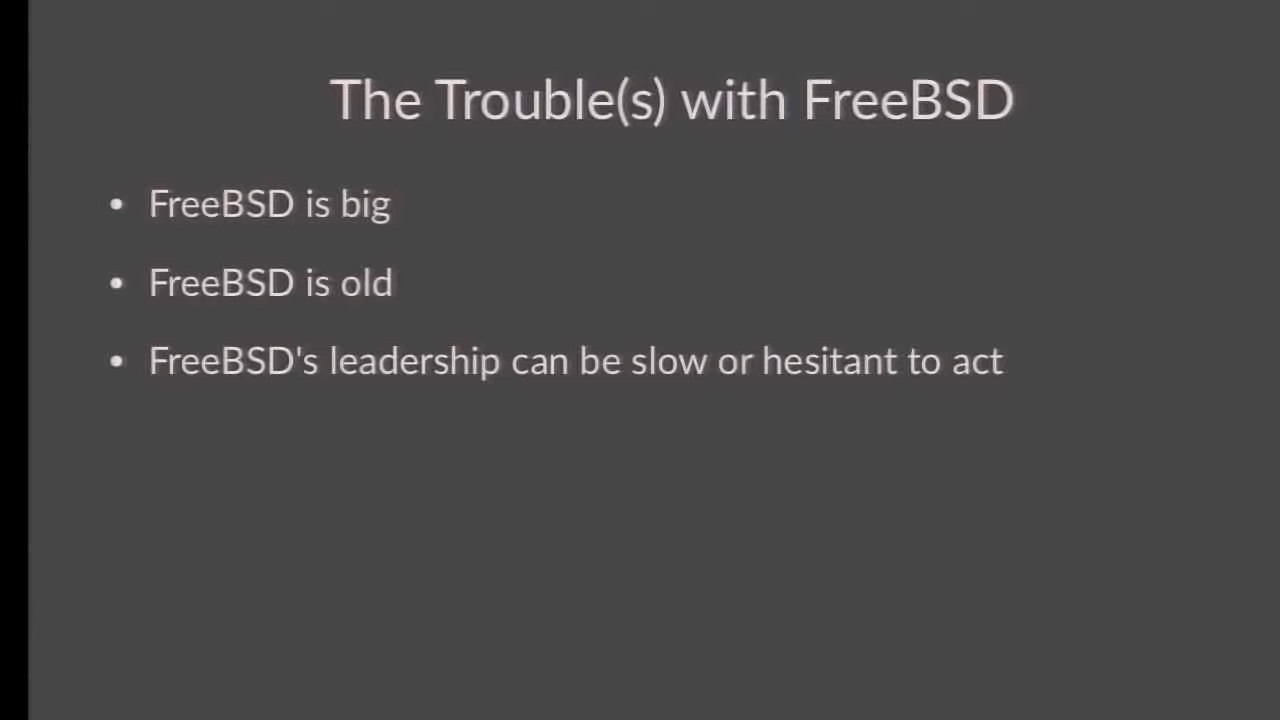 The Trouble(s) with FreeBSD
• FreeBSD is big
• FreeBSD is old
• FreeBSD's leadership can be slow or hesitant to act